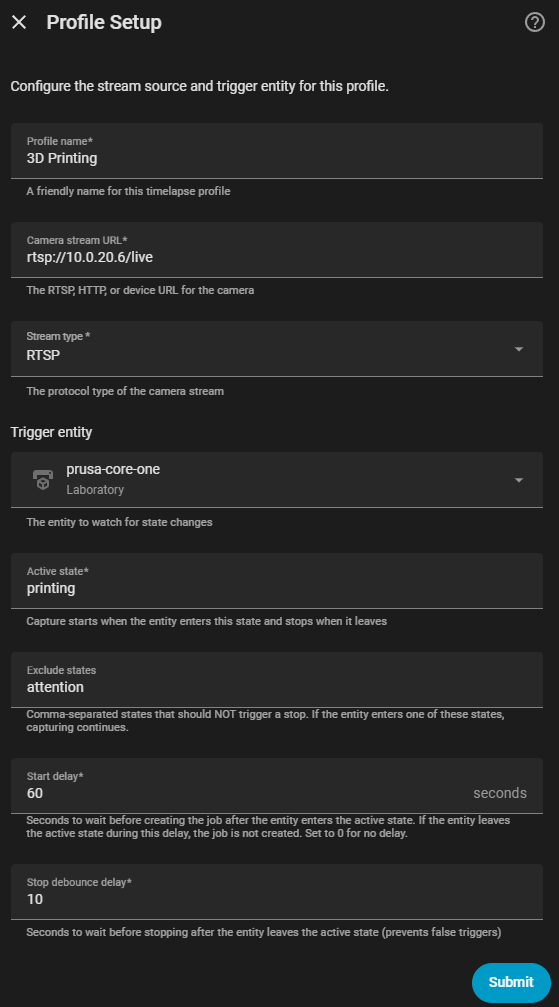 Profile Setup
Configure the stream source and trigger entity for this profile.
Profile name*
3D Printing
A friendly name for this timelapse profile
Camera stream URL*
rtsp://10.0.20.6/live
The RTSP, HTTP, or device URL for the camera
Stream type *
RTSP
The protocol type of the camera stream
Trigger entity
prusa-core-one
Laboratory
The entity to watch for state changes
Active state*
printing
Capture starts when the entity enters this state and stops when it leaves
Exclude states
attention
Comma-separated states that should NOT trigger a stop. If the entity enters one of these states,
capturing continues.
Start delay*
60 seconds
Seconds to wait before creating the job after the entity enters the active state. If the entity leaves
the active state during this delay, the job is not created. Set to 0 for no delay.
Stop debounce delay*
10
Seconds to wait before stopping after the entity leaves the active state (prevents false triggers)
Submit